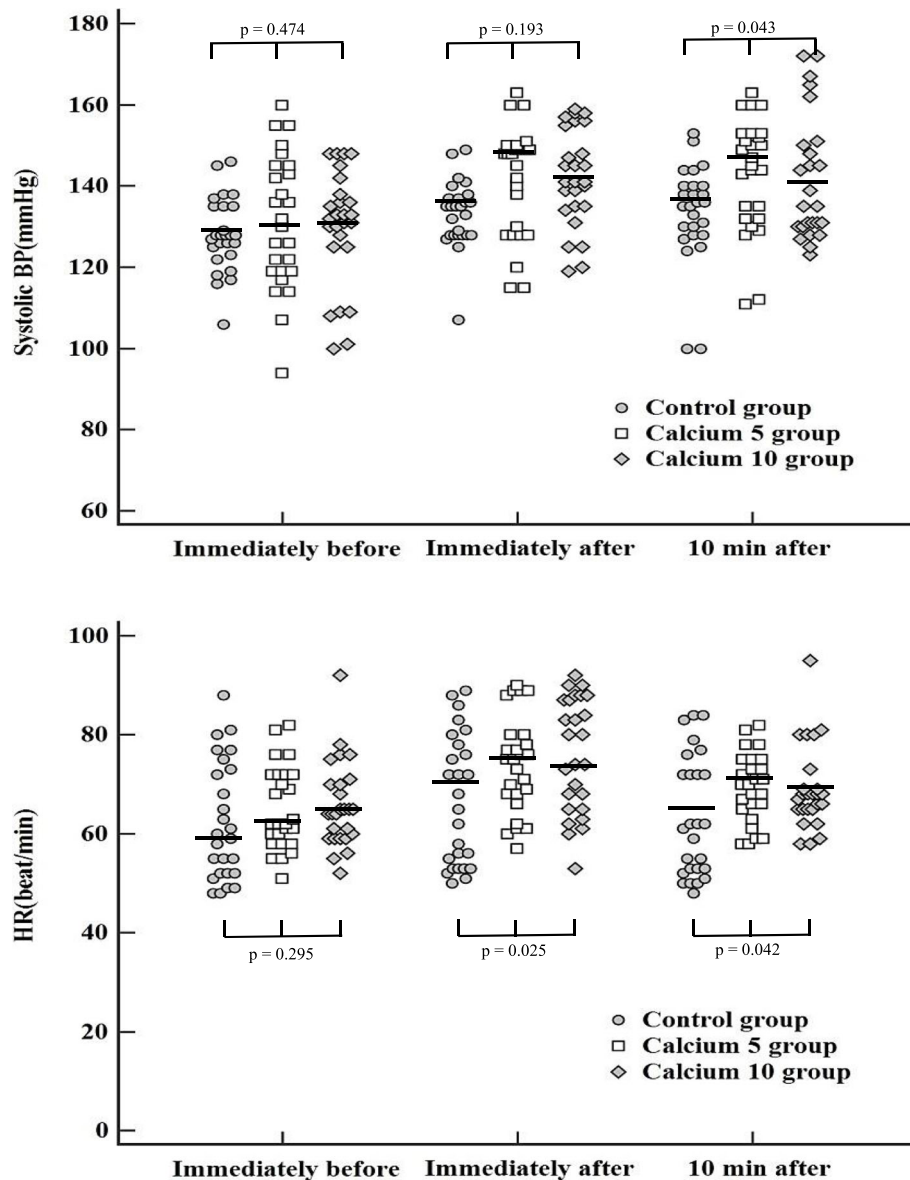 180
p = 0.474
p = 0.193
p = 0.043
160
140
120
100
80
60
Systolic BP(mmHg)
Control group
Calcium 5 group
Calcium 10 group
Immediately before
Immediately after
10 min after
100
80
60
40
20
0
HR(beat/min)
p = 0.295
p = 0.025
p = 0.042
Control group
Calcium 5 group
Calcium 10 group
Immediately before
Immediately after
10 min after